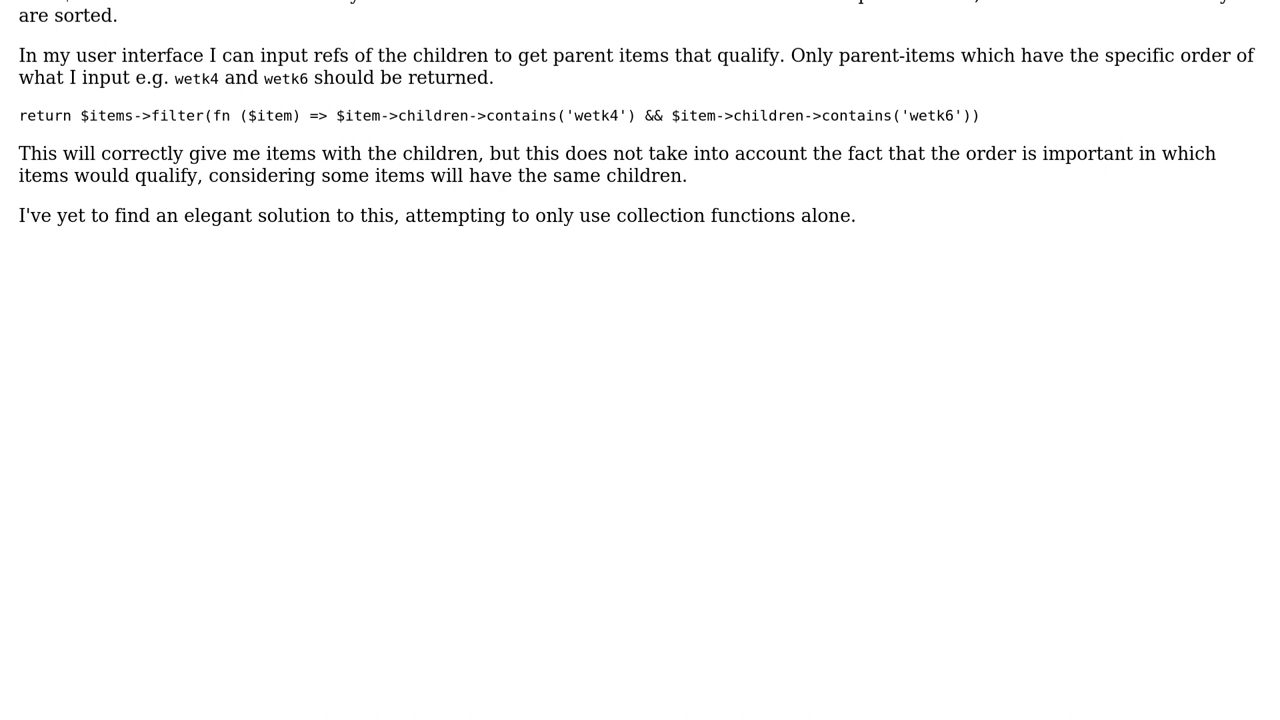 are sorted.
In my user interface I can input refs of the children to get parent items that qualify. Only parent-items which have the specific order of
what I input e.g. wetk4 and wetk6 should be returned.
return $items->filter(fn ($item) => $item->children->contains('wetk4') && $item->children->contains('wetk6'))
This will correctly give me items with the children, but this does not take into account the fact that the order is important in which
items would qualify, considering some items will have the same children.
I've yet to find an elegant solution to this, attempting to only use collection functions alone.